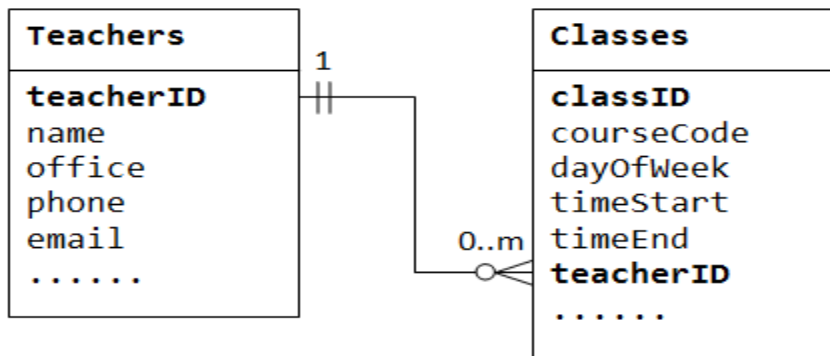 Teachers
teacherID
name
office
phone
email
......
1
0..m
Classes
classID
courseCode
dayOfWeek
timeStart
timeEnd
teacherID
......